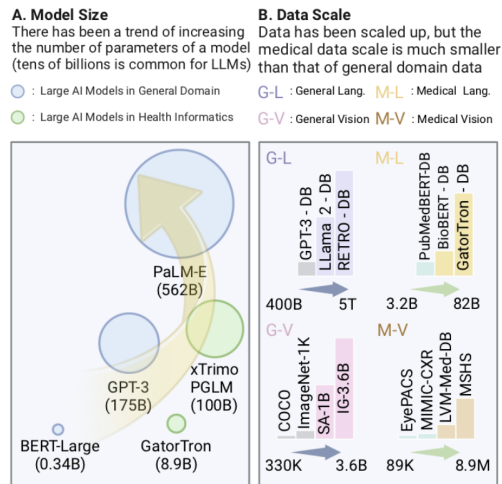 A. Model Size
There has been a trend of increasing
the number of parameters of a model
(tens of billions is common for LLMs)
: Large AI Models in General Domain
: Large AI Models in Health Informatics
PaLM-E
(562B)
GPT-3
(175B)
xTrimo
PGLM
(100B)
BERT-Large
(0.34B)
GatorTron
(8.9B)
B. Data Scale
Data has been scaled up, but the
medical data scale is much smaller
than that of general domain data
G-L : General Lang. M-L : Medical Lang.
G-V : General Vision M-V : Medical Vision
G-L
GPT-3 - DB
LLama 2 - DB
RETRO - DB
400B 5T
M-L
PubMedBERT-DB
BioBERT - DB
GatorTron - DB
3.2B 82B
G-V
COCO
ImageNet-1K
SA-1B
IG-3.6B
330K 3.6B
M-V
EyePACS
MIMIC-CXR
LVM-Med-DB
MSHS
89K 8.9M